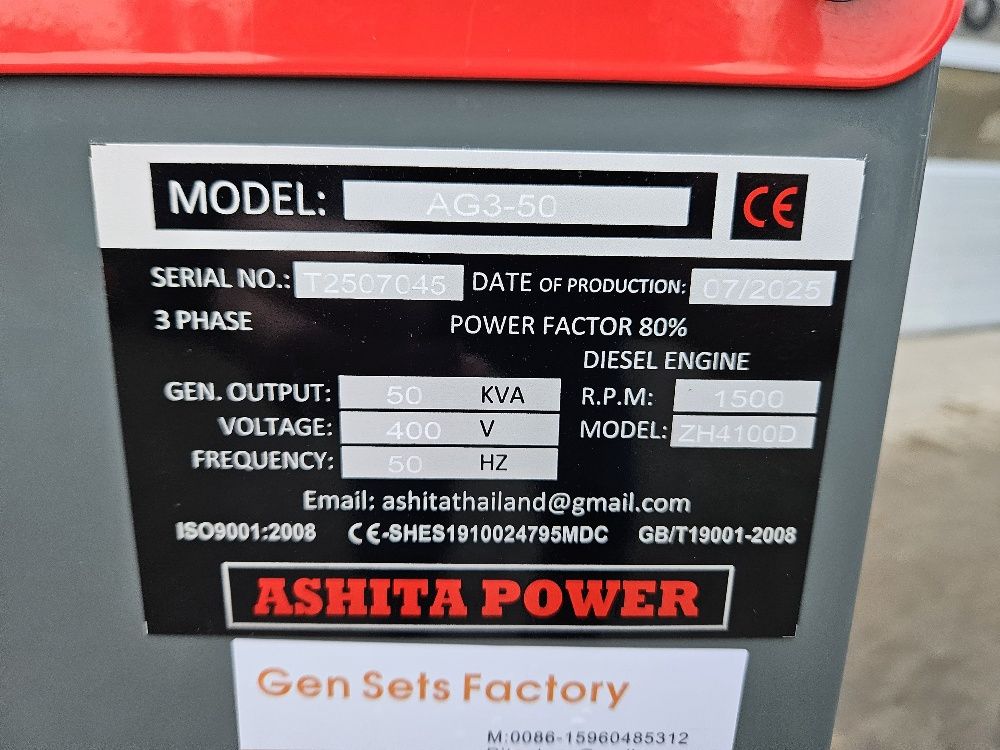 MODEL: AG3-50 CE
SERIAL NO.: T2507045 DATE OF PRODUCTION: 07/2025
3 PHASE POWER FACTOR 80%
DIESEL ENGINE
GEN. OUTPUT: 50 KVA R.P.M: 1500
VOLTAGE: 400 V MODEL: ZH4100D
FREQUENCY: 50 HZ
Email: ashitathailand@gmail.com
ISO9001:2008 CE-SHES1910024795MDC GB/T19001-2008
ASHITA POWER
Gen Sets Factory
M:0086-15960485312